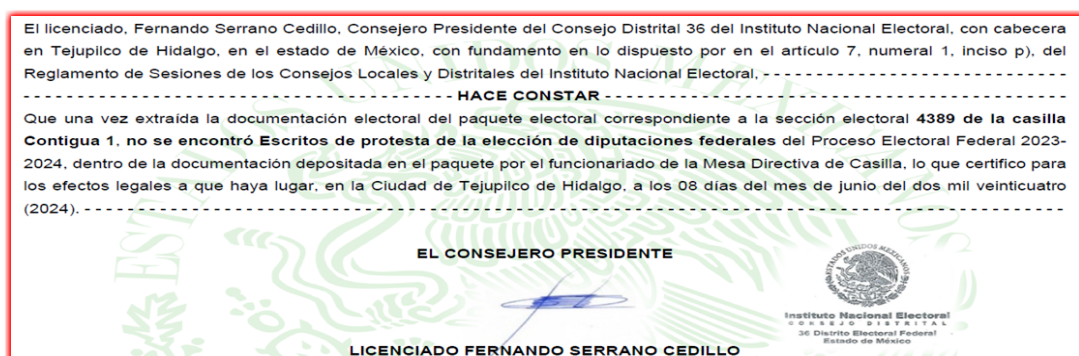 El licenciado, Fernando Serrano Cedillo, Consejero Presidente del Consejo Distrital 36 del Instituto Nacional Electoral, con cabecera
en Tejupilco de Hidalgo, en el estado de México, con fundamento en lo dispuesto por en el artículo 7, numeral 1, inciso p), del
Reglamento de Sesiones de los Consejos Locales y Distritales del Instituto Nacional Electoral, - - - - - - - - - - - - - - - - - - - - - - - - - - - - - - -
- - - - - - - - - - - - - - - - - - - - - - - - - - - - - - - - - - - - - - - - - - - - HACE CONSTAR - - - - - - - - - - - - - - - - - - - - - - - - - - - - - - - - - - - - - - - - - - - - - - - -
Que una vez extraída la documentación electoral del paquete electoral correspondiente a la sección electoral 4389 de la casilla
Contigua 1, no se encontró Escritos de protesta de la elección de diputaciones federales del Proceso Electoral Federal 2023-
2024, dentro de la documentación depositada en el paquete por el funcionariado de la Mesa Directiva de Casilla, lo que certifico para
los efectos legales a que haya lugar, en la Ciudad de Tejupilco de Hidalgo, a los 08 días del mes de junio del dos mil veinticuatro
(2024). - - - - - - - - - - - - - - - - - - - - - - - - - - - - - - - - - - - - - - - - - - - - - - - - - - - - - - - - - - - - - - - - - - - - - - - - - - - - - - - - - - - - - - - - - - - - - - - - - -
ESTADOS UNIDOS MEXICANOS
EL CONSEJERO PRESIDENTE
ESTADOS UNIDOS MEXICANOS
Instituto Nacional Electoral
CONSEJO DISTRITAL
36 Distrito Electoral Federal
Estado de México
LICENCIADO FERNANDO SERRANO CEDILLO